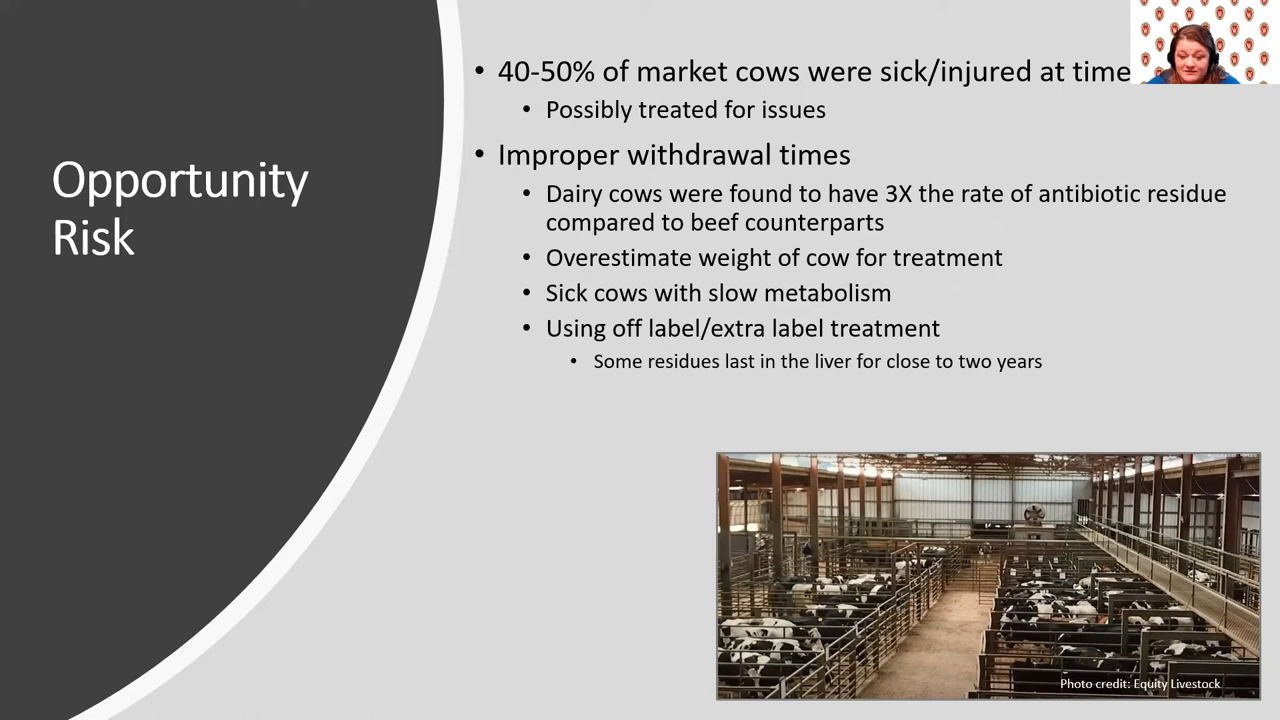 Opportunity
Risk
• 40-50% of market cows were sick/injured at time
• Possibly treated for issues
• Improper withdrawal times
• Dairy cows were found to have 3X the rate of antibiotic residue
compared to beef counterparts
• Overestimate weight of cow for treatment
• Sick cows with slow metabolism
• Using off label/extra label treatment
• Some residues last in the liver for close to two years
Photo credit: Equity Livestock